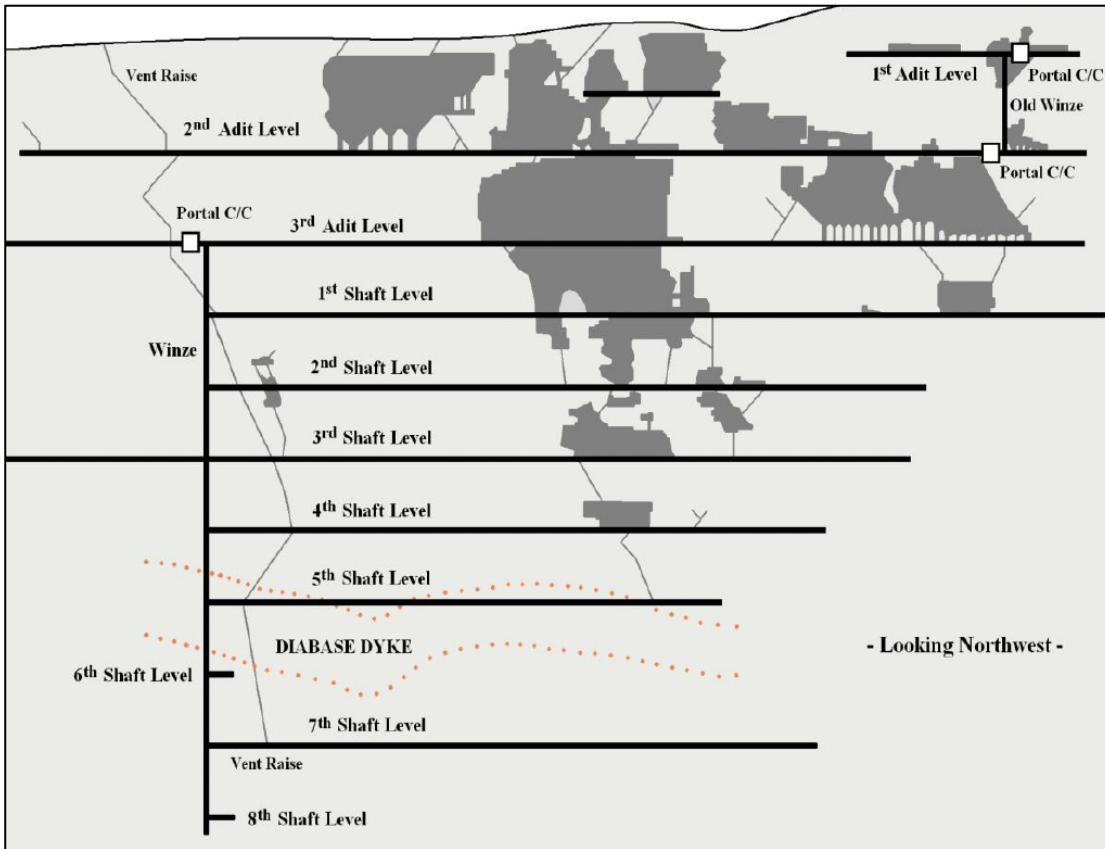 1st Adit Level
Portal C/C
Vent Raise
Old Winze
2nd Adit Level
Portal C/C
Portal C/C
3rd Adit Level
1st Shaft Level
Winze
2nd Shaft Level
3rd Shaft Level
4th Shaft Level
5th Shaft Level
DIABASE DYKE
- Looking Northwest -
6th Shaft Level
7th Shaft Level
Vent Raise
8th Shaft Level